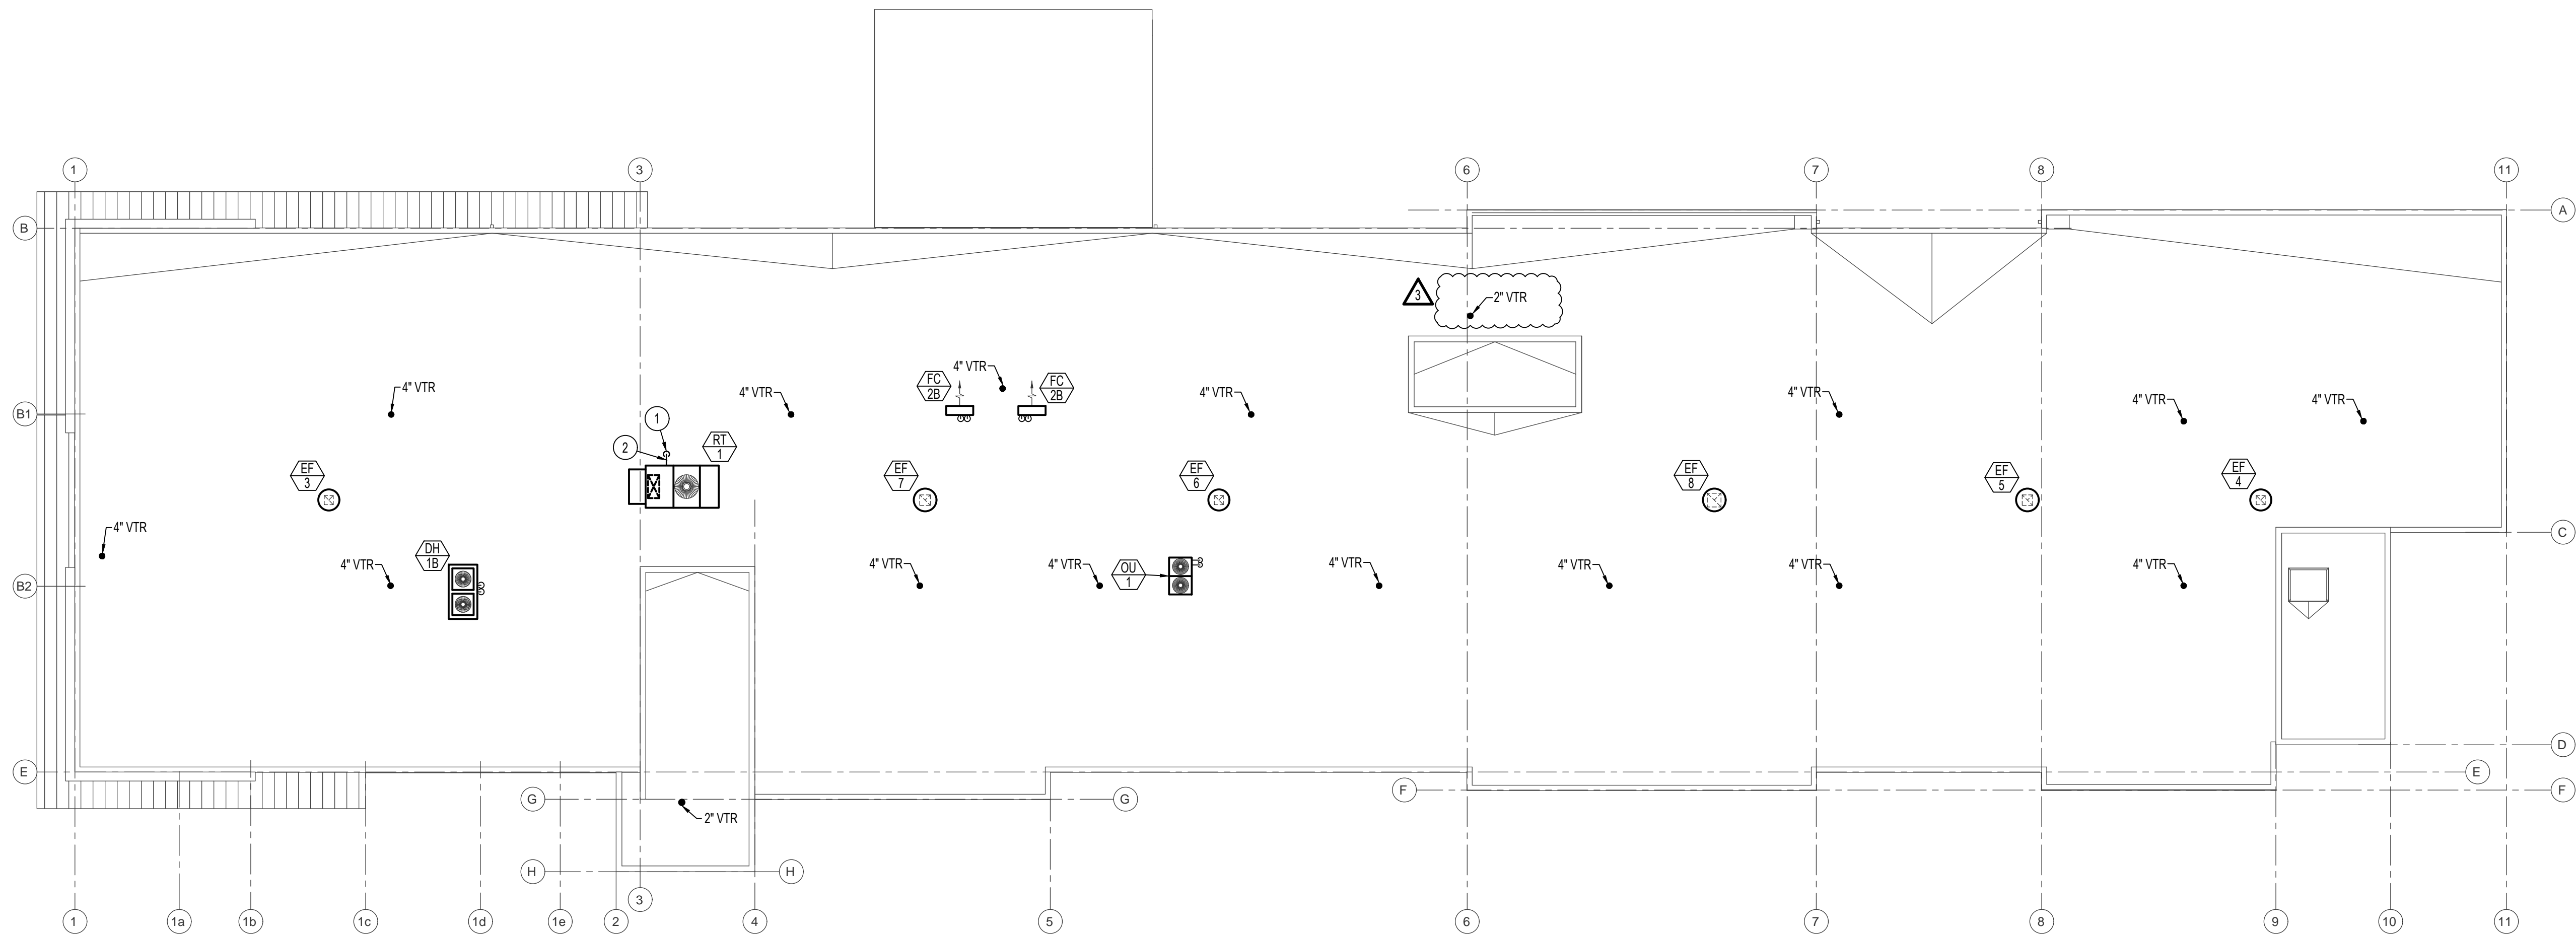 1
3
6
7
8
11
A
B
3
2" VTR
4" VTR
4" VTR
FC
2B
4" VTR
FC
2B
4" VTR
4" VTR
4" VTR
4" VTR
B1
1
2
RT
1
EF
3
EF
7
EF
6
EF
8
EF
5
EF
4
4" VTR
C
DH
1B
4" VTR
4" VTR
4" VTR
OU
1
4" VTR
4" VTR
4" VTR
4" VTR
B2
D
E
E
G
G
F
F
2" VTR
H
H
3
1
1a
1b
1c
1d
1e
2
4
5
6
7
8
9
10
11